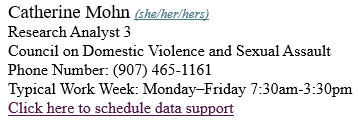 Catherine Mohn (she/her/hers)
Research Analyst 3
Council on Domestic Violence and Sexual Assault
Phone Number: (907) 465-1161
Typical Work Week: Monday–Friday 7:30am-3:30pm
Click here to schedule data support